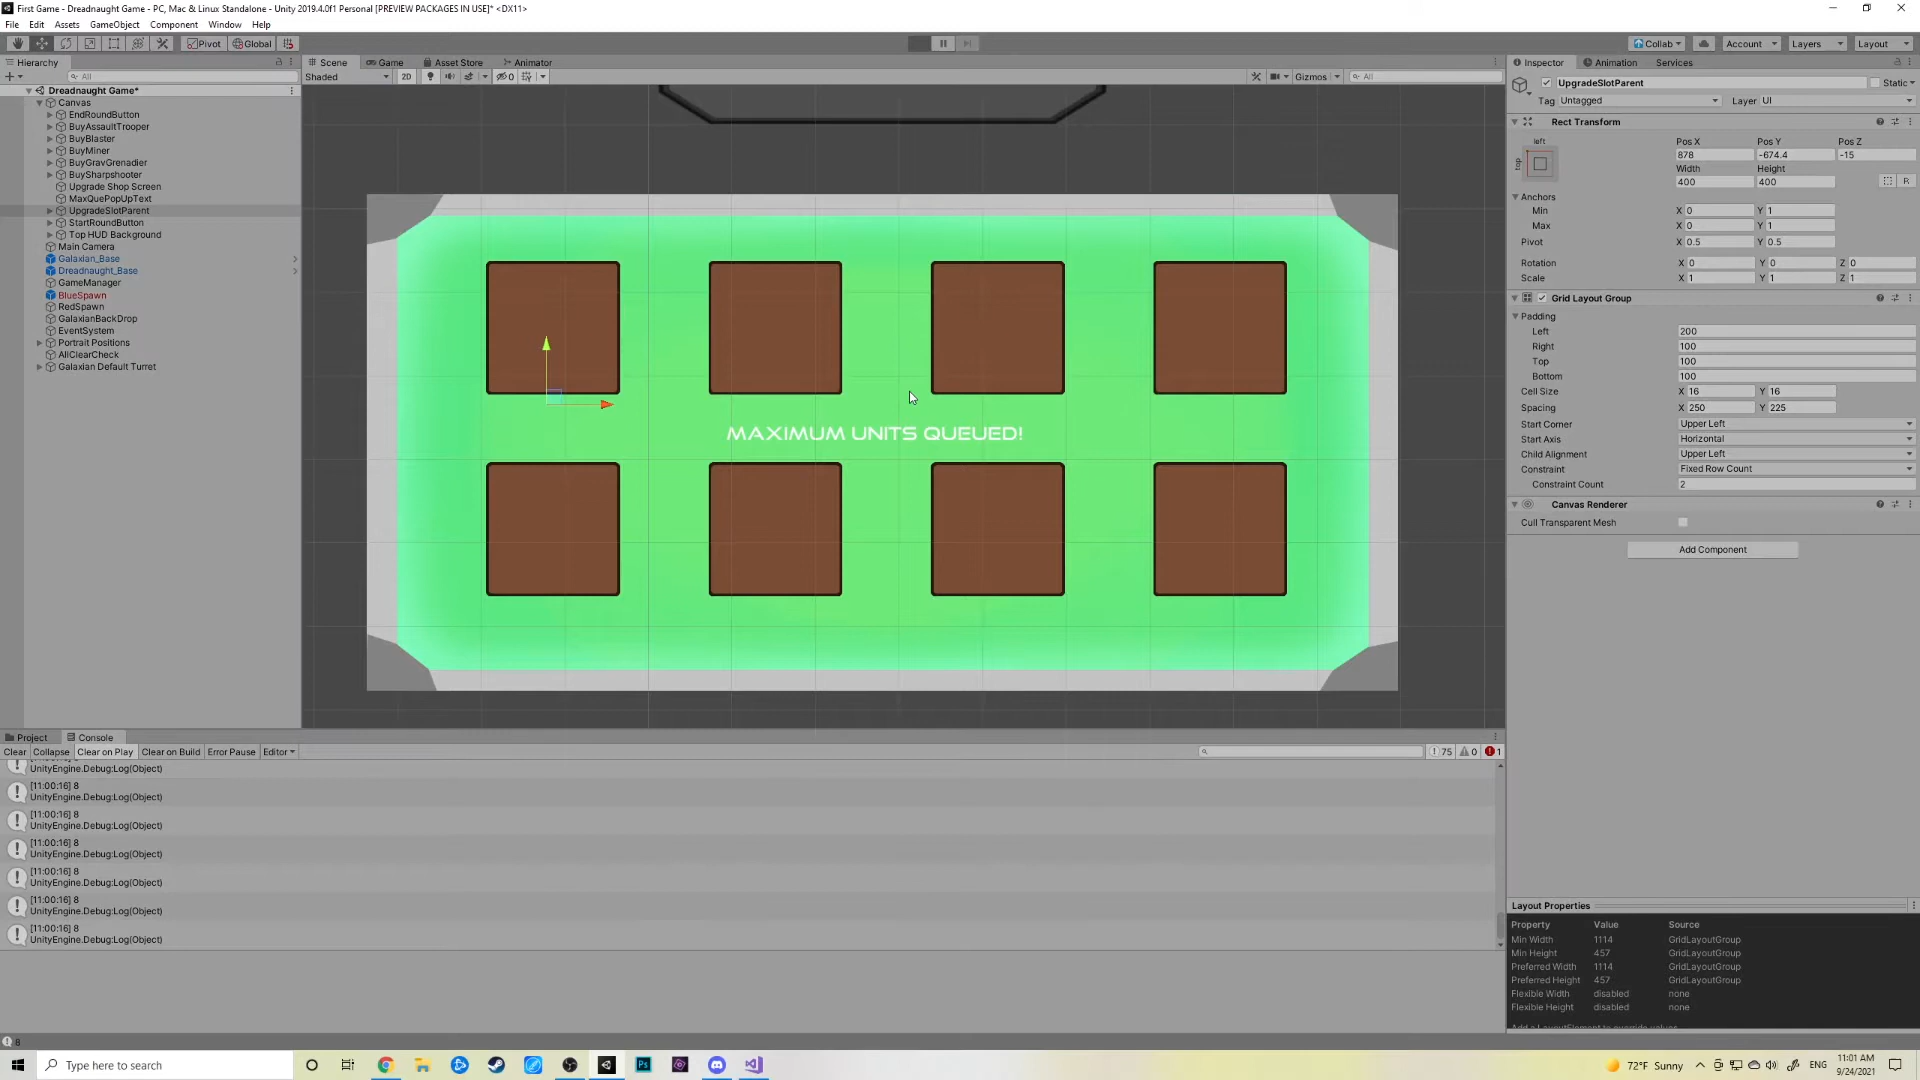 First Game - Dreadnaught Game - PC, Mac & Linux Standalone - Unity 2019.4.0f1 Personal [PREVIEW PACKAGES IN USE]* <DX11>
File Edit Assets GameObject Component Window Help
Pivot Global Collab Account Layers Layout
Hierarchy
All
Dreadnaught Game*
Canvas
EndRoundButton
BuyAssaultTrooper
BuyBlaster
BuyMiner
BuyGravGrenadier
BuySharpshooter
Upgrade Shop Screen
MaxQuePopUpText
UpgradeSlotParent
StartRoundButton
Top HUD Background
Main Camera
Galaxian_Base
Dreadnaught_Base
GameManager
BlueSpawn
RedSpawn
GalaxianBackDrop
EventSystem
Portrait Positions
AllClearCheck
Galaxian Default Turret
Scene Game Asset Store Animator
Shaded 2D 0 Gizmos All
MAXIMUM UNITS QUEUED!
Inspector Animation Services
UpgradeSlotParent Static
Tag Untagged Layer UI
Rect Transform
left
top
Pos X Pos Y Pos Z
878 -674.4 -15
Width Height
400 400
R
Anchors
Min X 0 Y 1
Max X 0 Y 1
Pivot X 0.5 Y 0.5
Rotation X 0 Y 0 Z 0
Scale X 1 Y 1 Z 1
Grid Layout Group
Padding
Left 200
Right 100
Top 100
Bottom 100
Cell Size X 16 Y 16
Spacing X 250 Y 225
Start Corner Upper Left
Start Axis Horizontal
Child Alignment Upper Left
Constraint Fixed Row Count
Constraint Count 2
Canvas Renderer
Cull Transparent Mesh
Add Component
Layout Properties
Property Value Source
Min Width 1114 GridLayoutGroup
Min Height 457 GridLayoutGroup
Preferred Width 1114 GridLayoutGroup
Preferred Height 457 GridLayoutGroup
Flexible Width disabled none
Flexible Height disabled none
Add a LayoutElement to override values
Project Console
Clear Collapse Clear on Play Clear on Build Error Pause Editor 75 0 1
UnityEngine.Debug:Log(Object)
[11:00:16] 8
UnityEngine.Debug:Log(Object)
[11:00:16] 8
UnityEngine.Debug:Log(Object)
[11:00:16] 8
UnityEngine.Debug:Log(Object)
[11:00:16] 8
UnityEngine.Debug:Log(Object)
[11:00:16] 8
UnityEngine.Debug:Log(Object)
[11:00:16] 8
UnityEngine.Debug:Log(Object)
8
Type here to search
Ps
72°F Sunny ENG
11:01 AM
9/24/2021